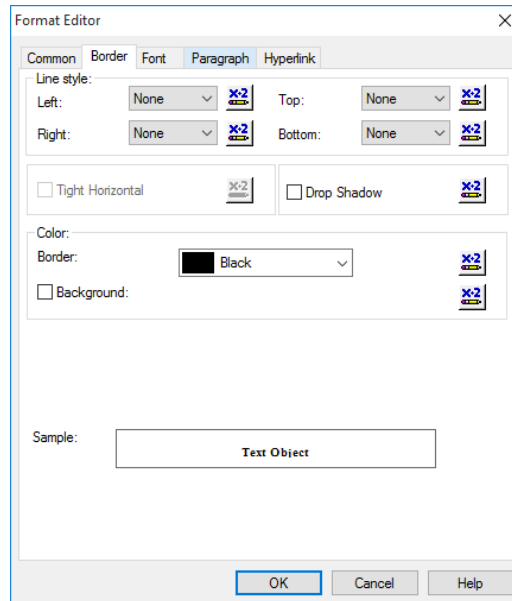 Format Editor
Common Border Font Paragraph Hyperlink
Line style:
Left: None X+2 Top: None X+2
Right: None X+2 Bottom: None X+2
Tight Horizontal X+2 Drop Shadow X+2
Color:
Border: Black X+2
Background: X+2
Sample: Text Object
OK Cancel Help